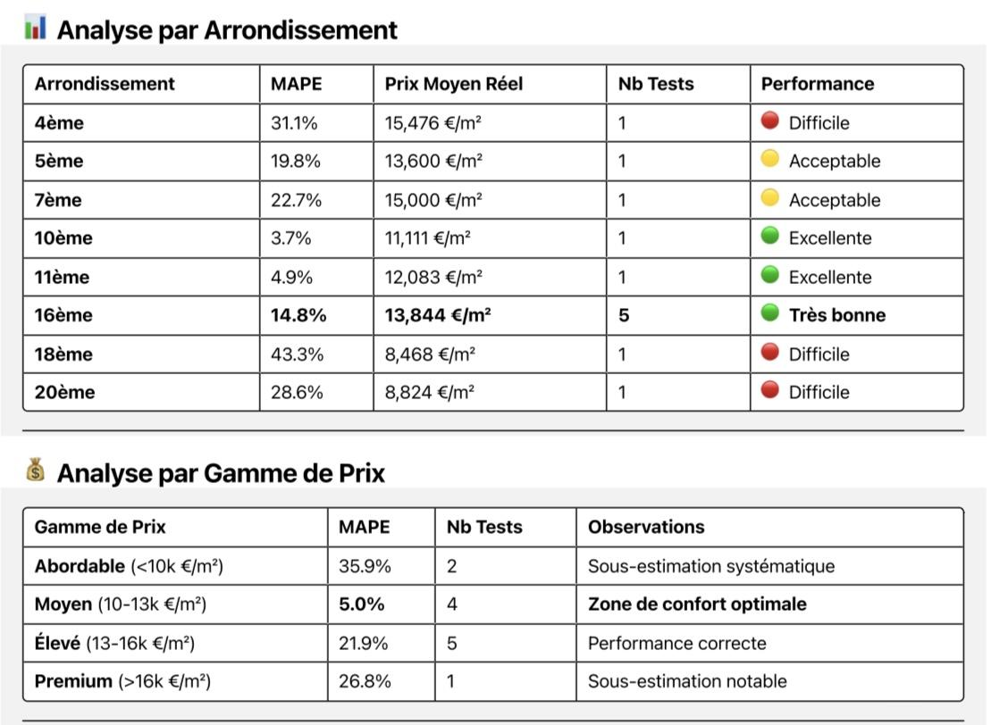 Analyse par Arrondissement
Arrondissement MAPE Prix Moyen Réel Nb Tests Performance
4ème 31.1% 15,476 €/m² 1 Difficile
5ème 19.8% 13,600 €/m² 1 Acceptable
7ème 22.7% 15,000 €/m² 1 Acceptable
10ème 3.7% 11,111 €/m² 1 Excellente
11ème 4.9% 12,083 €/m² 1 Excellente
16ème 14.8% 13,844 €/m² 5 Très bonne
18ème 43.3% 8,468 €/m² 1 Difficile
20ème 28.6% 8,824 €/m² 1 Difficile
Analyse par Gamme de Prix
Gamme de Prix MAPE Nb Tests Observations
Abordable (<10k €/m²) 35.9% 2 Sous-estimation systématique
Moyen (10-13k €/m²) 5.0% 4 Zone de confort optimale
Élevé (13-16k €/m²) 21.9% 5 Performance correcte
Premium (>16k €/m²) 26.8% 1 Sous-estimation notable